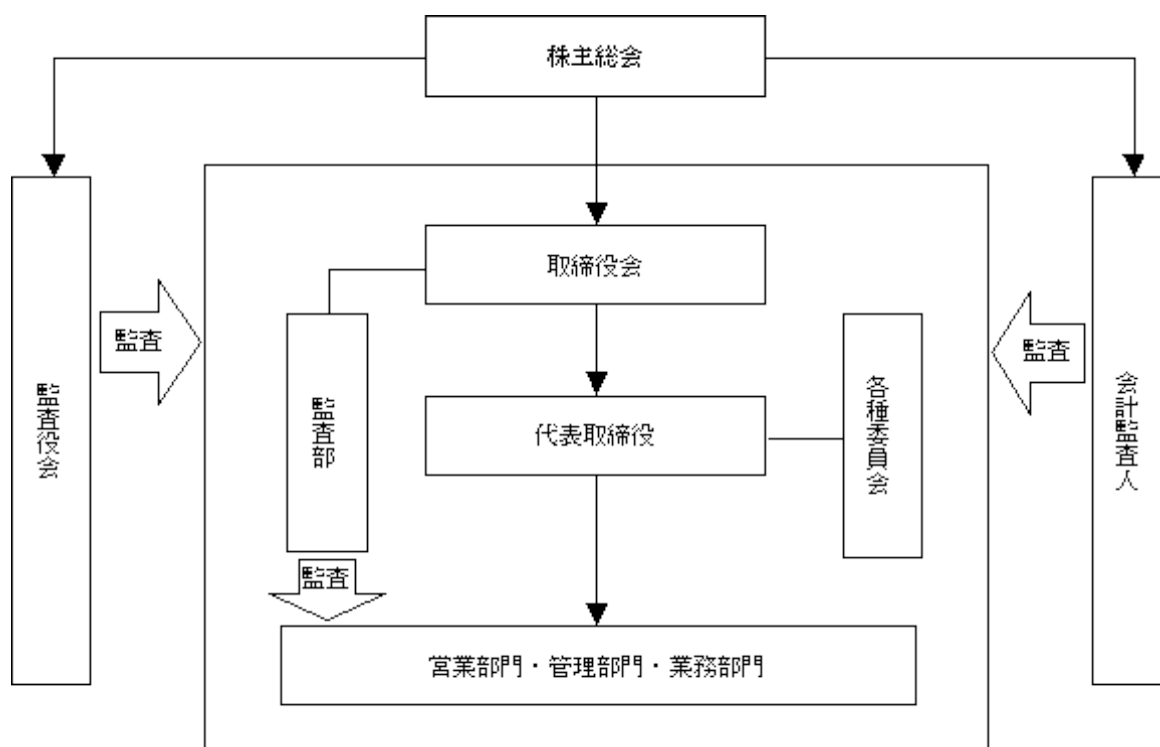 株主総会
取締役会
監査
監査
監査役会
監査部
代表取締役
各種委員会
会計監査人
監査
営業部門・管理部門・業務部門